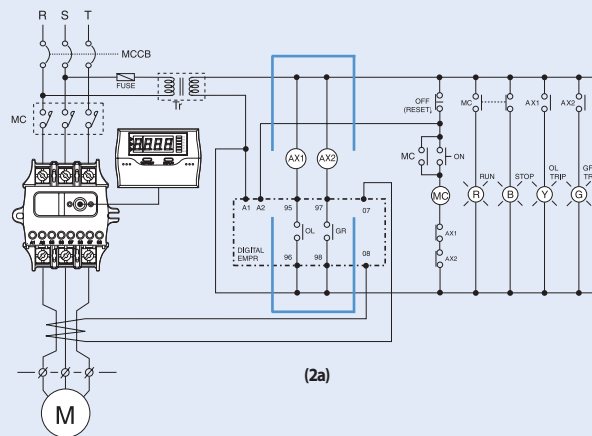 R S T
MCCB
FUSE
Tr
MC
OFF
(RESET)
MC
ON
MC
AX1
AX2
MC
AX1
AX2
RUN
R
STOP
B
OL
TRIP
Y
G
AX1
AX2
A1 A2 95 97 07
OL
GR
DIGITAL
EMPR
96 98 08
M
(2a)